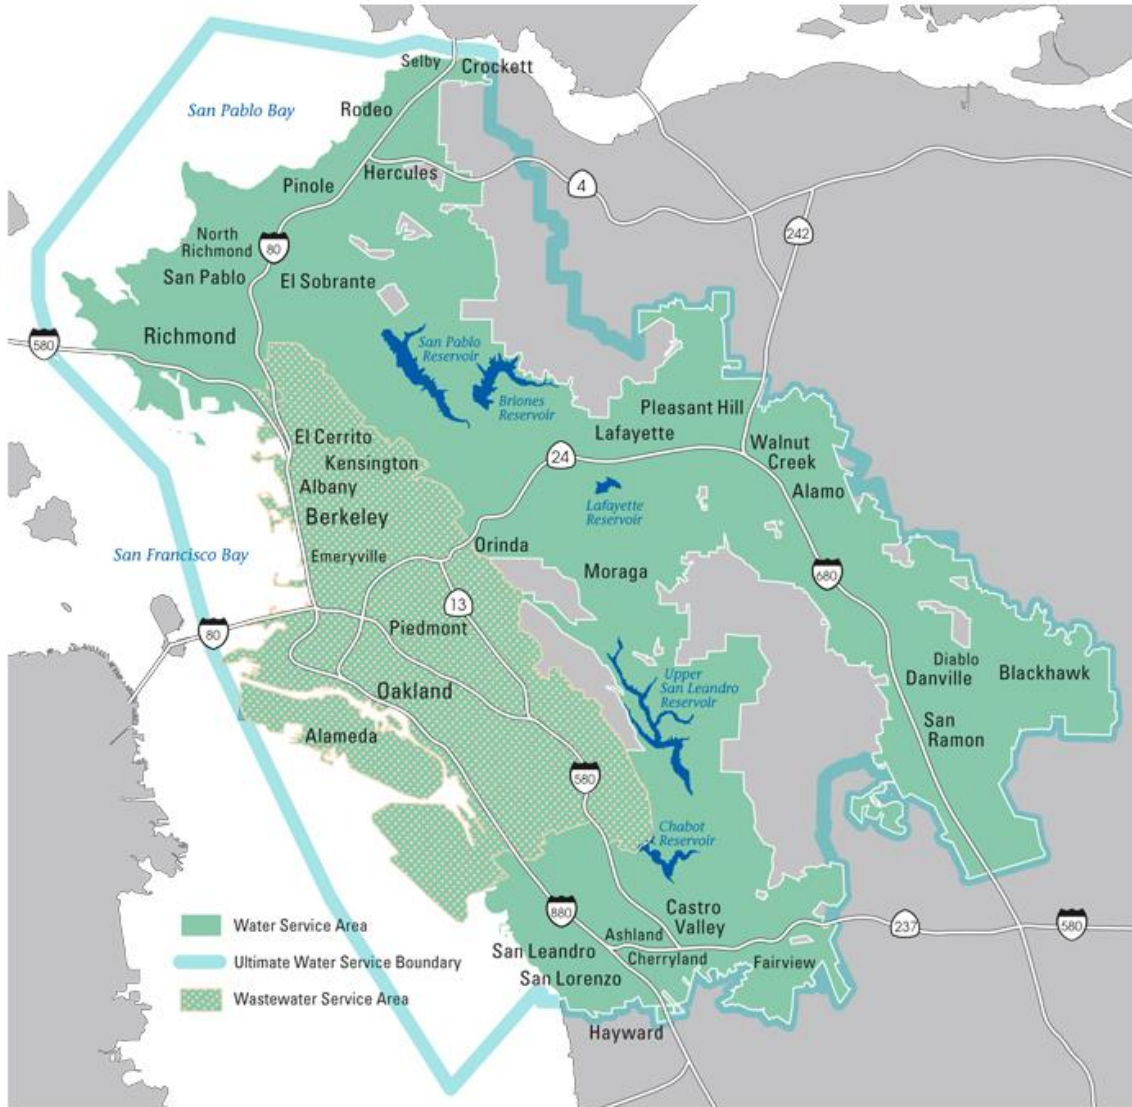 Selby
Crockett
San Pablo Bay
Rodeo
Hercules
4
Pinole
North
Richmond
80
242
San Pablo
El Sobrante
Richmond
580
San Pablo
Reservoir
Briones
Reservoir
Pleasant Hill
Lafayette
El Cerrito
Kensington
24
Walnut
Creek
Albany
Alamo
Lafayette
Reservoir
Berkeley
San Francisco Bay
Emeryville
Orinda
Moraga
680
13
80
Piedmont
Diablo
Danville
Blackhawk
Upper
San Leandro
Reservoir
Oakland
San
Ramon
Alameda
580
Chabot
Reservoir
880
Castro
Valley
237
580
Ashland
Cherryland
San Leandro
Fairview
San Lorenzo
Hayward
Water Service Area
Ultimate Water Service Boundary
Wastewater Service Area